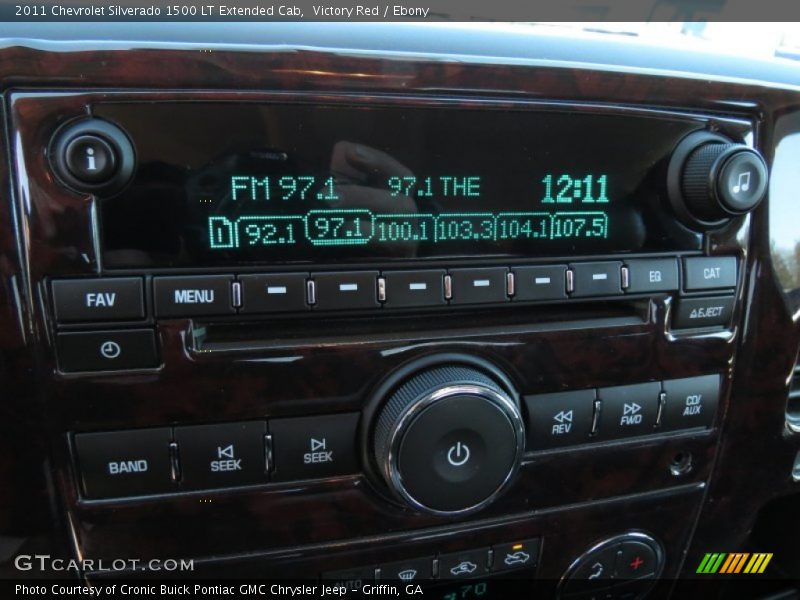 2011 Chevrolet Silverado 1500 LT Extended Cab, Victory Red / Ebony
i
FM 97.1 97.1 THE 12:11
D 92.1 97.1 100.1 103.3 104.1 107.5
FAV MENU EQ CAT
EJECT
BAND SEEK SEEK REV FWD CD/AUX
AUTO 70
GTCARLOT.COM
Photo Courtesy of Cronic Buick Pontiac GMC Chrysler Jeep - Griffin, GA